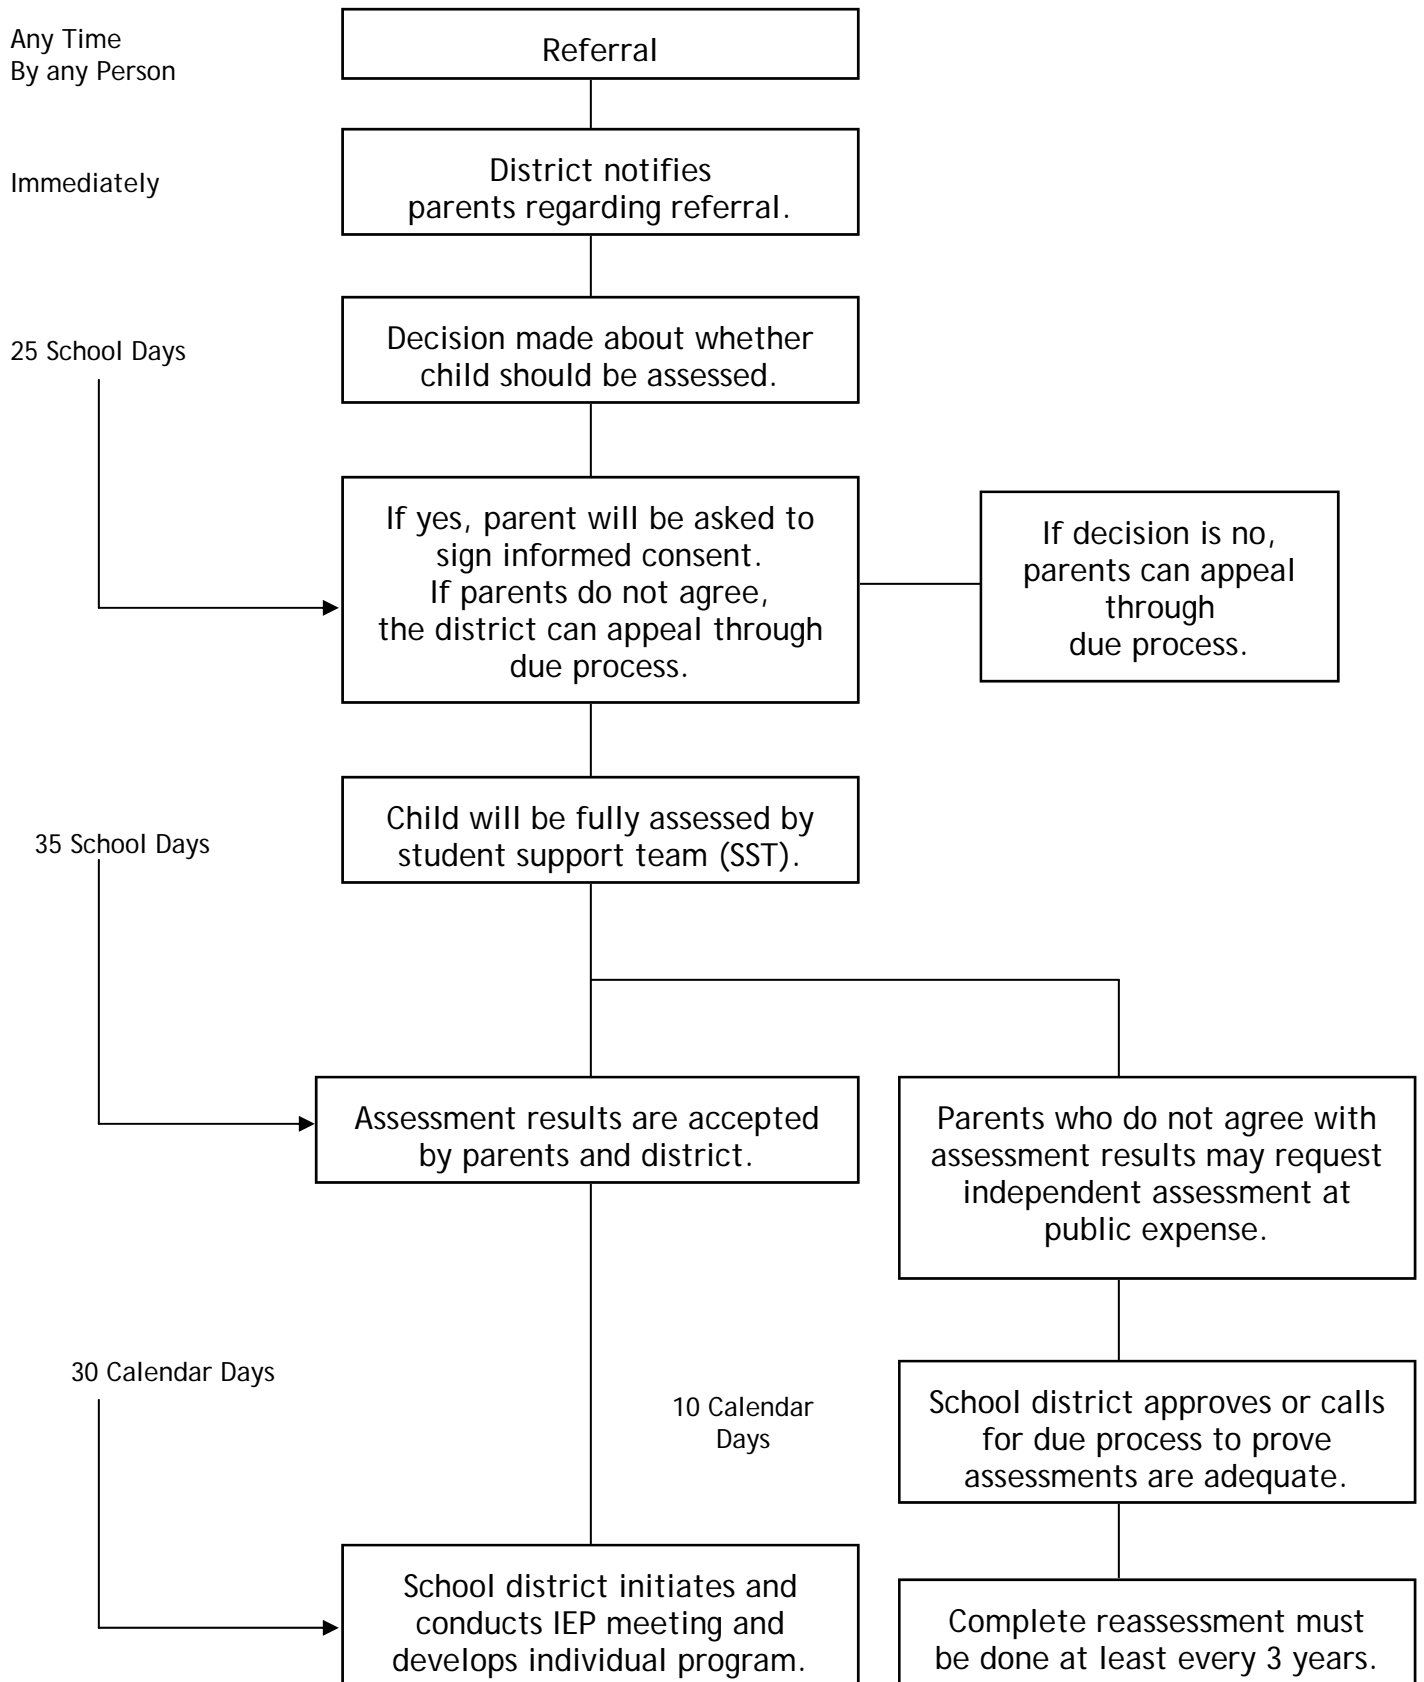 Any Time
By any Person
Referral
Immediately
District notifies
parents regarding referral.
25 School Days
Decision made about whether
child should be assessed.
If yes, parent will be asked to
sign informed consent.
If parents do not agree,
the district can appeal through
due process.
If decision is no,
parents can appeal
through
due process.
35 School Days
Child will be fully assessed by
student support team (SST).
Assessment results are accepted
by parents and district.
Parents who do not agree with
assessment results may request
independent assessment at
public expense.
30 Calendar Days
10 Calendar
Days
School district approves or calls
for due process to prove
assessments are adequate.
School district initiates and
conducts IEP meeting and
develops individual program.
Complete reassessment must
be done at least every 3 years.